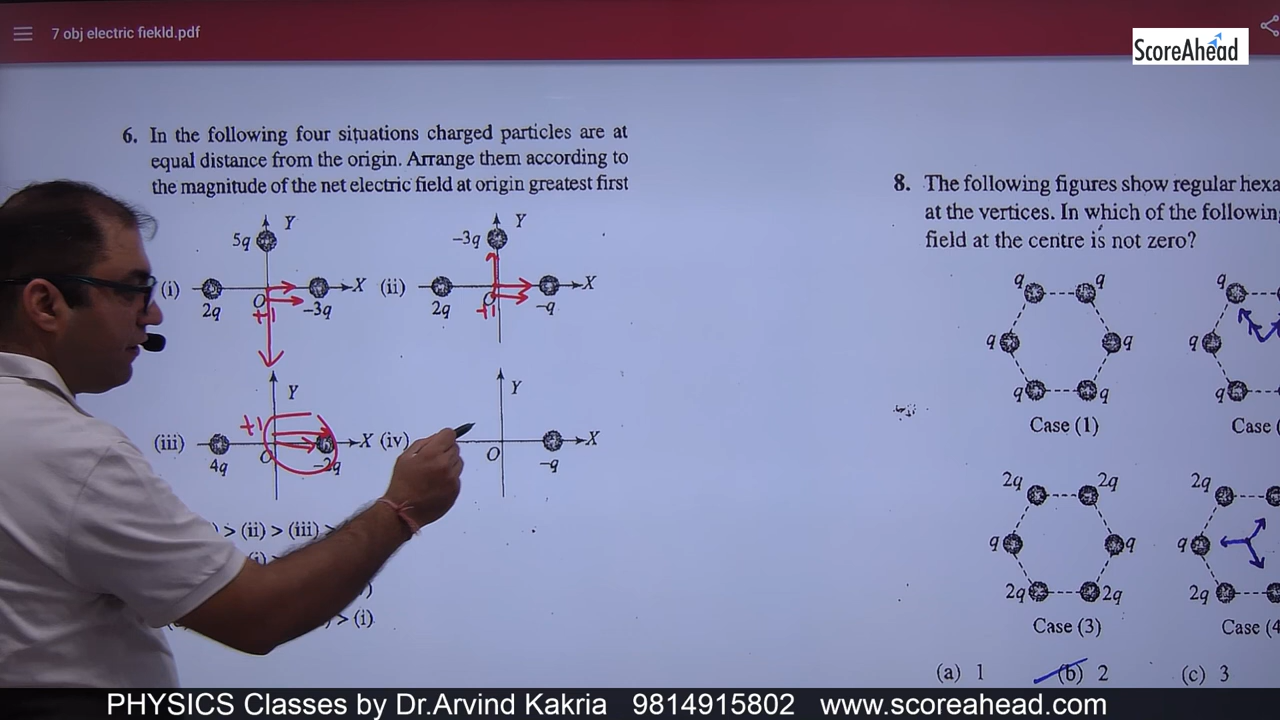 7 obj electric fiekld.pdf
ScoreAhead
6. In the following four situations charged particles are at
equal distance from the origin. Arrange them according to
the magnitude of the net electric field at origin greatest first
Y
5q
(i)
X
O
2q
-3q
+1
Y
-3q
(ii)
X
O
2q
-q
+1
Y
+1
(iii)
X
O
4q
-2q
Y
(iv)
X
O
-q
> (ii) > (iii) >
(i)
> (i)
8. The following figures show regular hexa
at the vertices. In which of the following
field at the centre is not zero?
q q
q q
q q
Case (1)
q
q
q
Case (
2q 2q
q q
2q 2q
Case (3)
2q
q
2q
Case (4
(a) 1 (b) 2 (c) 3
PHYSICS Classes by Dr.Arvind Kakria 9814915802 www.scoreahead.com